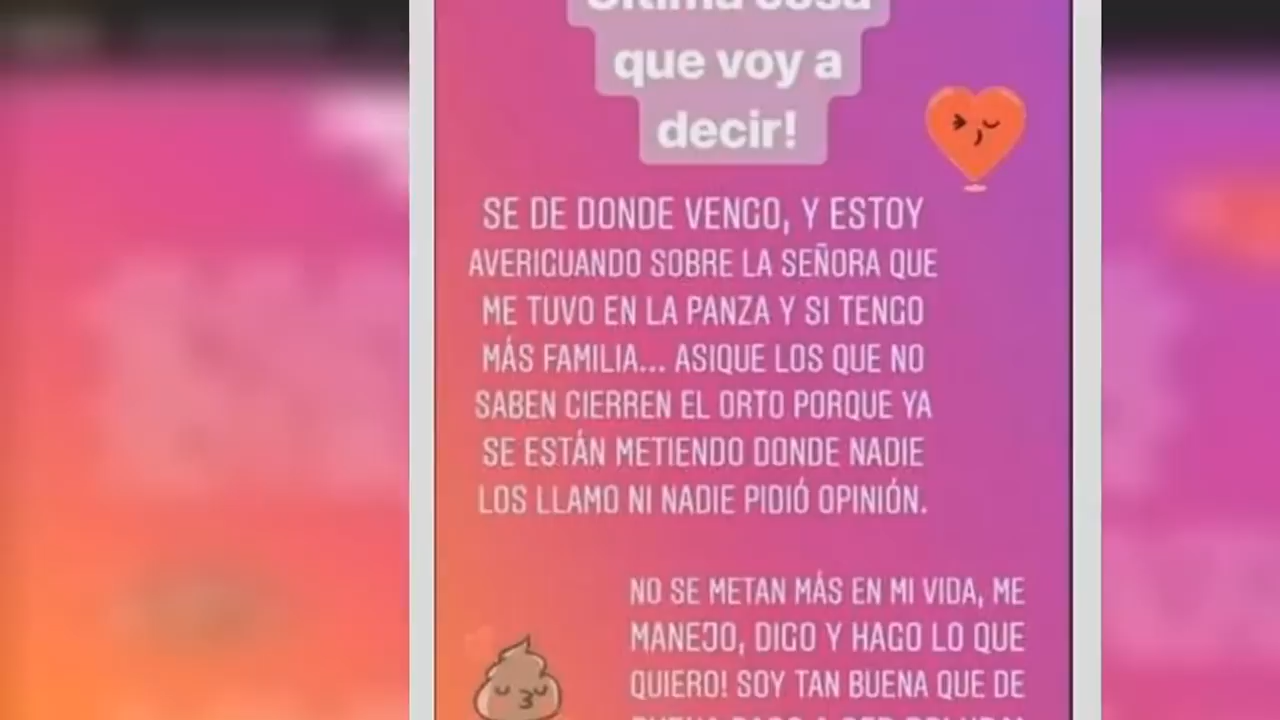 Última cosa
que voy a
decir!
SE DE DONDE VENGO, Y ESTOY
AVERIGUANDO SOBRE LA SEÑORA QUE
ME TUVO EN LA PANZA Y SI TENGO
MÁS FAMILIA... ASIQUE LOS QUE NO
SABEN CIERREN EL ORTO PORQUE YA
SE ESTÁN METIENDO DONDE NADIE
LOS LLAMO NI NADIE PIDIÓ OPINIÓN.
NO SE METAN MÁS EN MI VIDA, ME
MANEJO, DIGO Y HAGO LO QUE
QUIERO! SOY TAN BUENA QUE DE